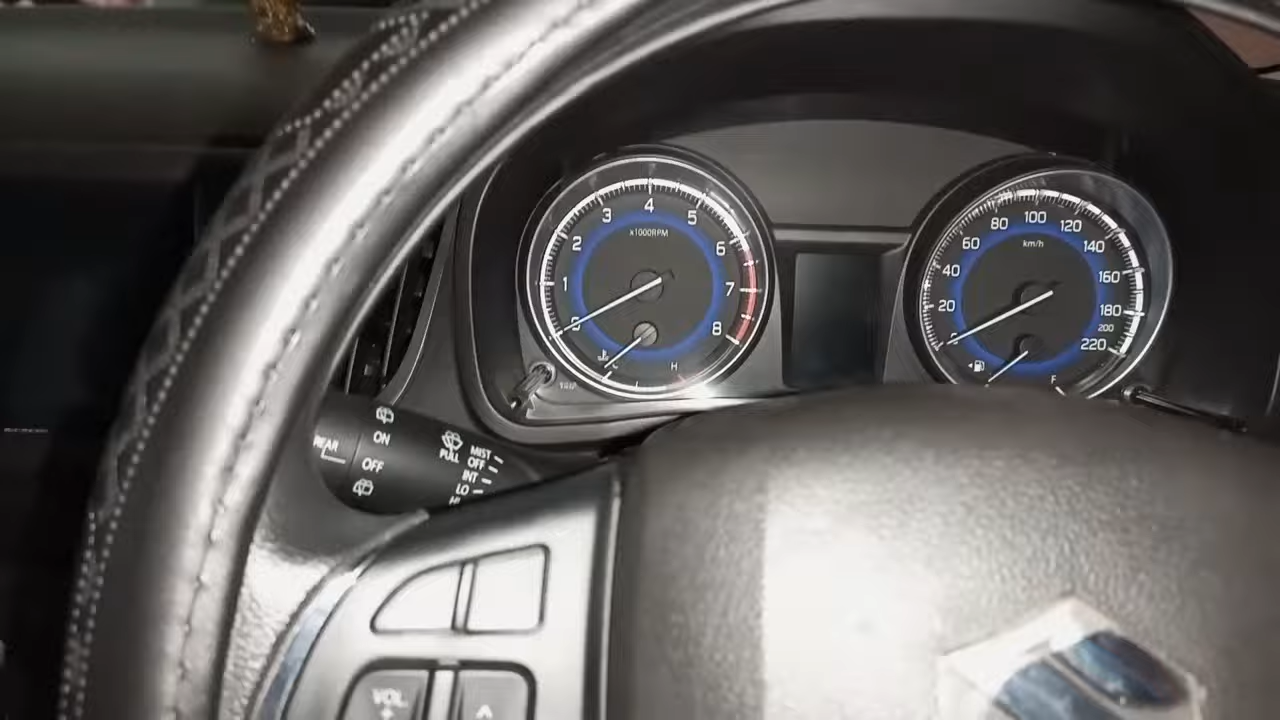 0 1 2 3 4 5 6 7 8
x1000RPM
H
0 20 40 60 80 100 120 140 160 180 200 220
km/h
F
REAR
ON
OFF
PULL
MIST
OFF
INT
LO
VOL
+